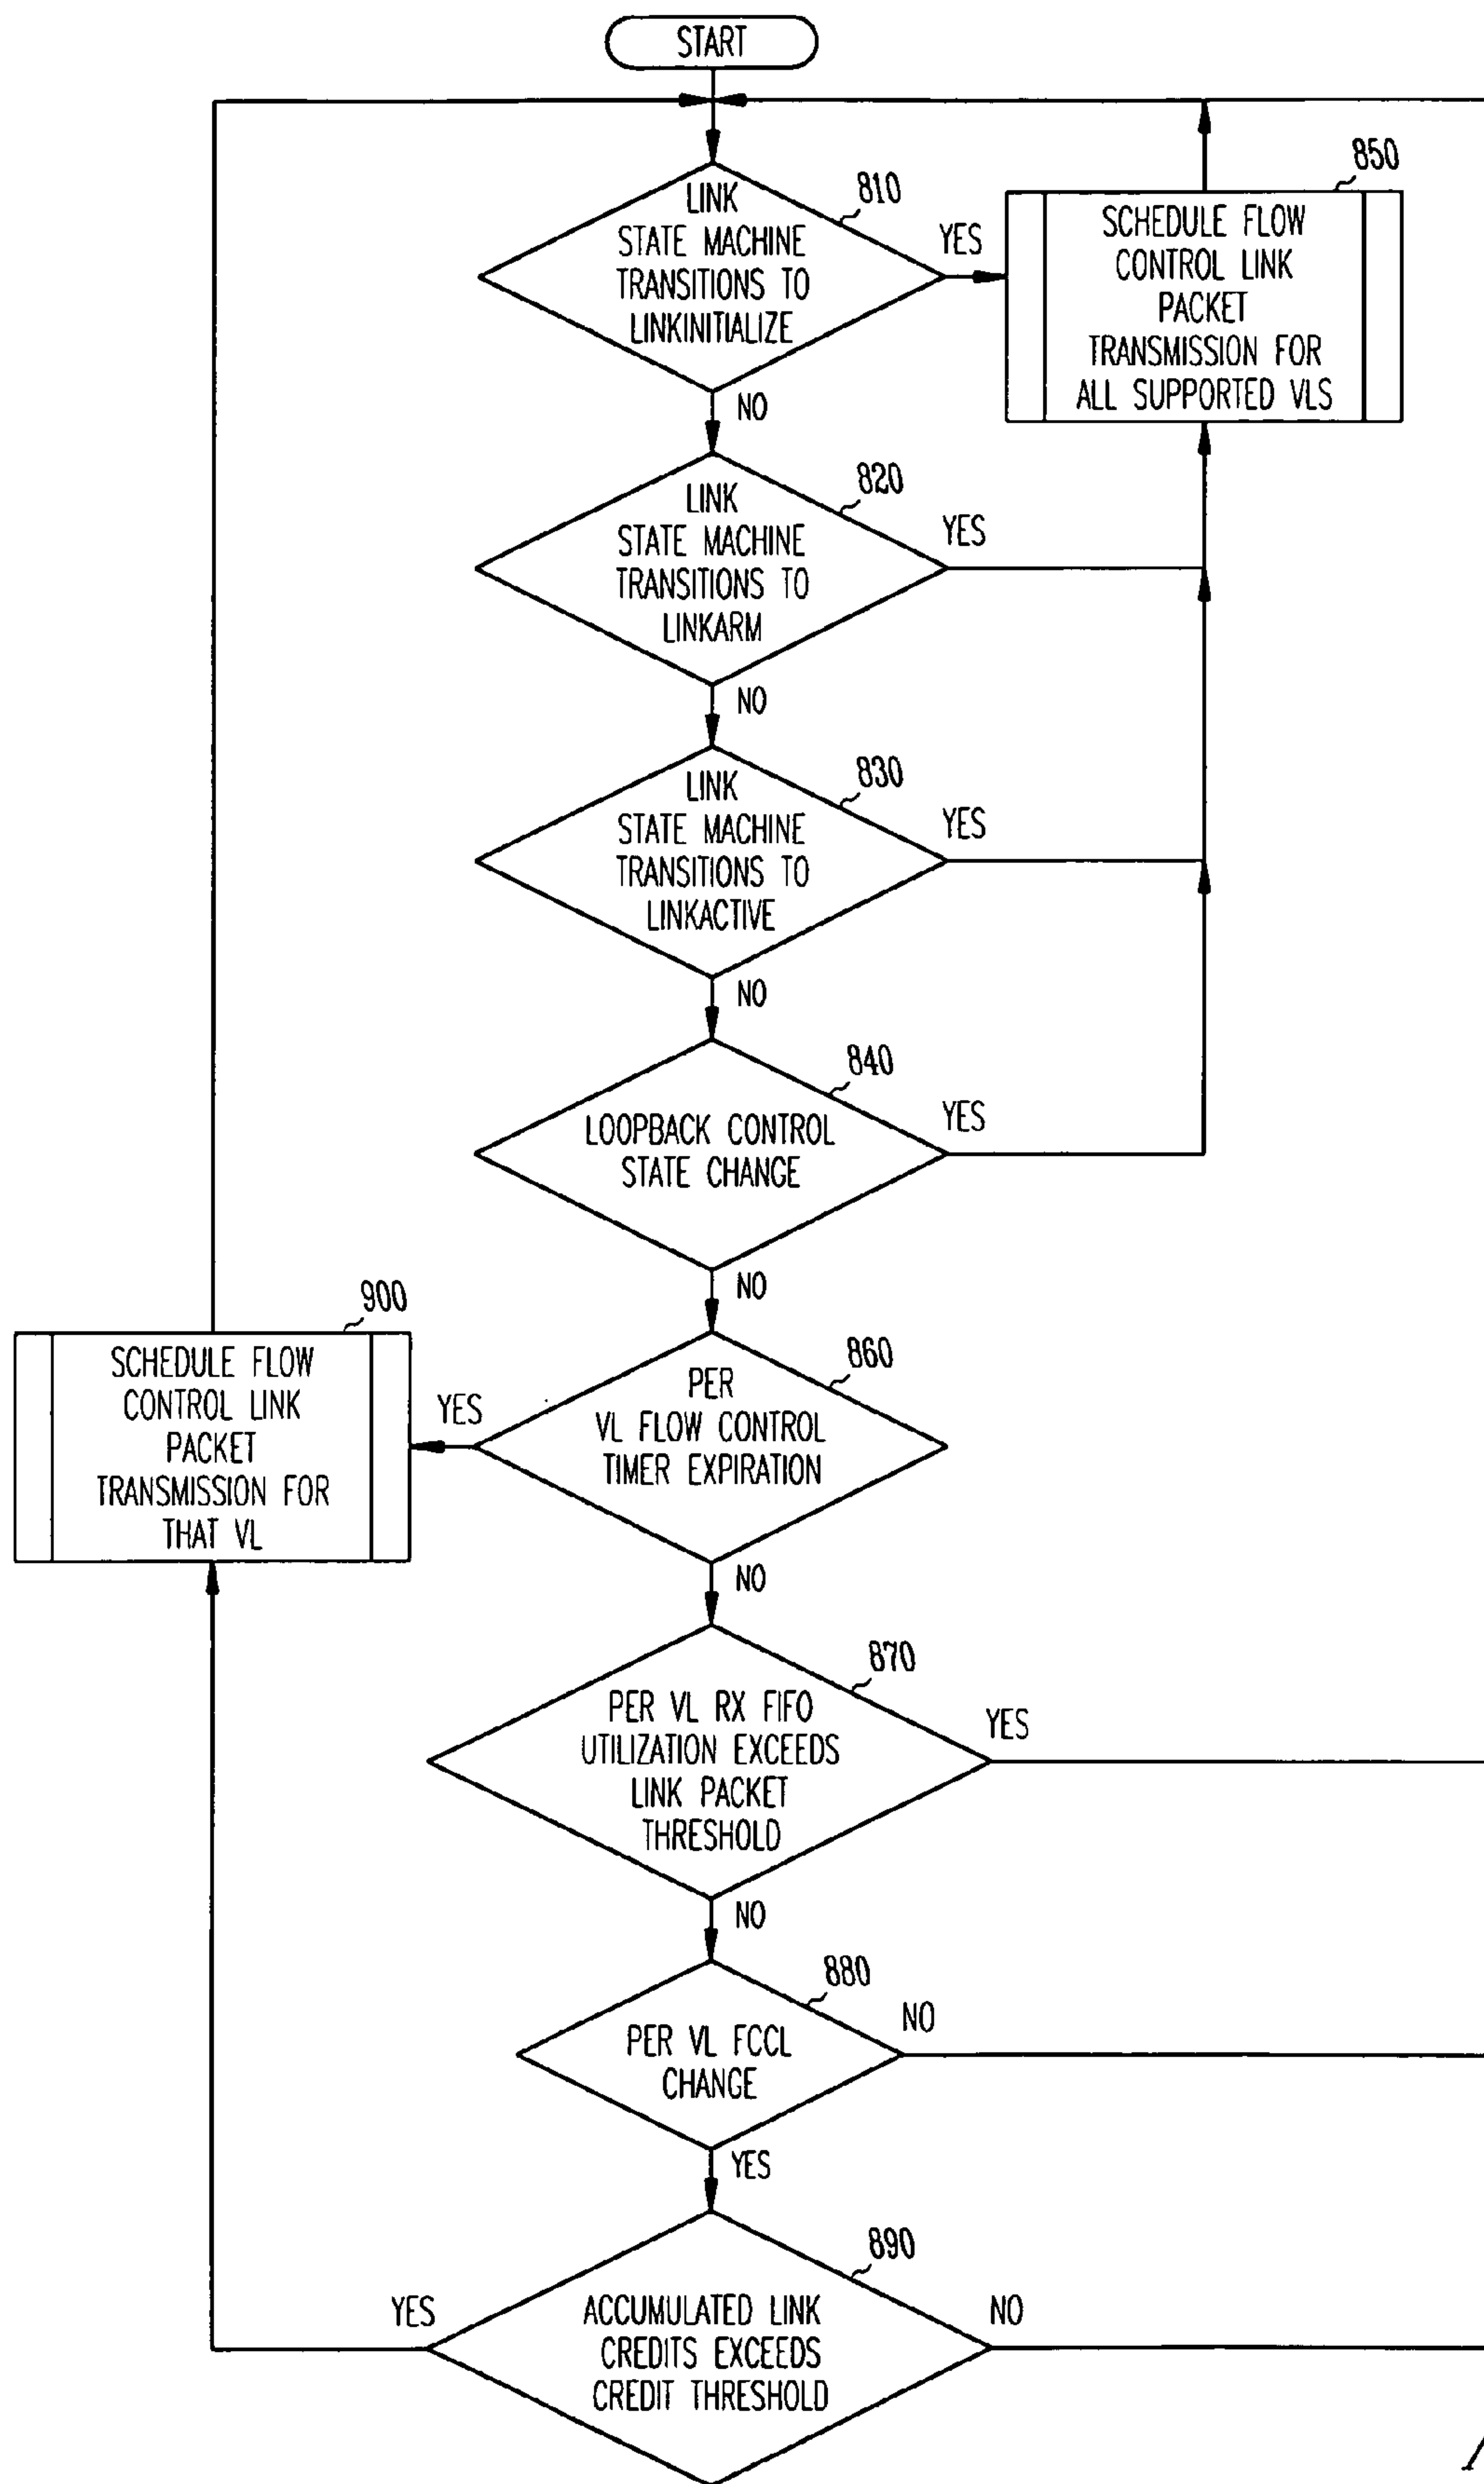 START
810
LINK
STATE MACHINE
TRANSITIONS TO
LINKINITIALIZE
YES
NO
850
SCHEDULE FLOW
CONTROL LINK
PACKET
TRANSMISSION FOR
ALL SUPPORTED VLS
820
LINK
STATE MACHINE
TRANSITIONS TO
LINKARM
YES
NO
830
LINK
STATE MACHINE
TRANSITIONS TO
LINKACTIVE
YES
NO
840
LOOPBACK CONTROL
STATE CHANGE
YES
NO
900
SCHEDULE FLOW
CONTROL LINK
PACKET
TRANSMISSION FOR
THAT VL
YES
860
PER
VL FLOW CONTROL
TIMER EXPIRATION
NO
870
PER VL RX FIFO
UTILIZATION EXCEEDS
LINK PACKET
THRESHOLD
YES
NO
880
PER VL FCCL
CHANGE
NO
YES
890
ACCUMULATED LINK
CREDITS EXCEEDS
CREDIT THRESHOLD
YES
NO